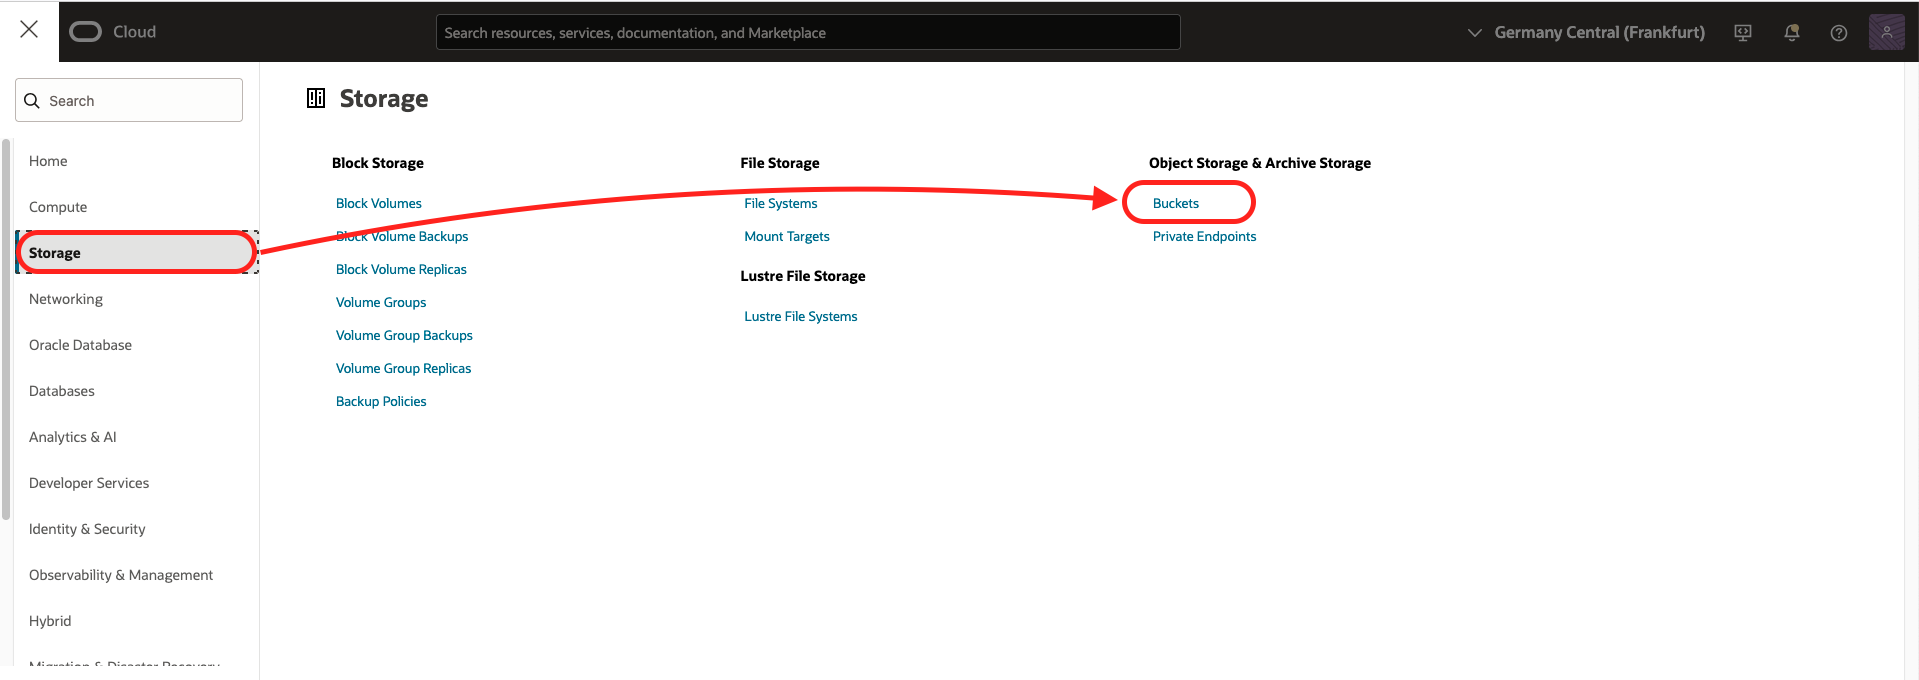 Cloud
Search resources, services, documentation, and Marketplace
Germany Central (Frankfurt)
Search
Home
Compute
Storage
Networking
Oracle Database
Databases
Analytics & AI
Developer Services
Identity & Security
Observability & Management
Hybrid
Migration & Disaster Recovery
Storage
Block Storage
Block Volumes
Block Volume Backups
Block Volume Replicas
Volume Groups
Volume Group Backups
Volume Group Replicas
Backup Policies
File Storage
File Systems
Mount Targets
Lustre File Storage
Lustre File Systems
Object Storage & Archive Storage
Buckets
Private Endpoints